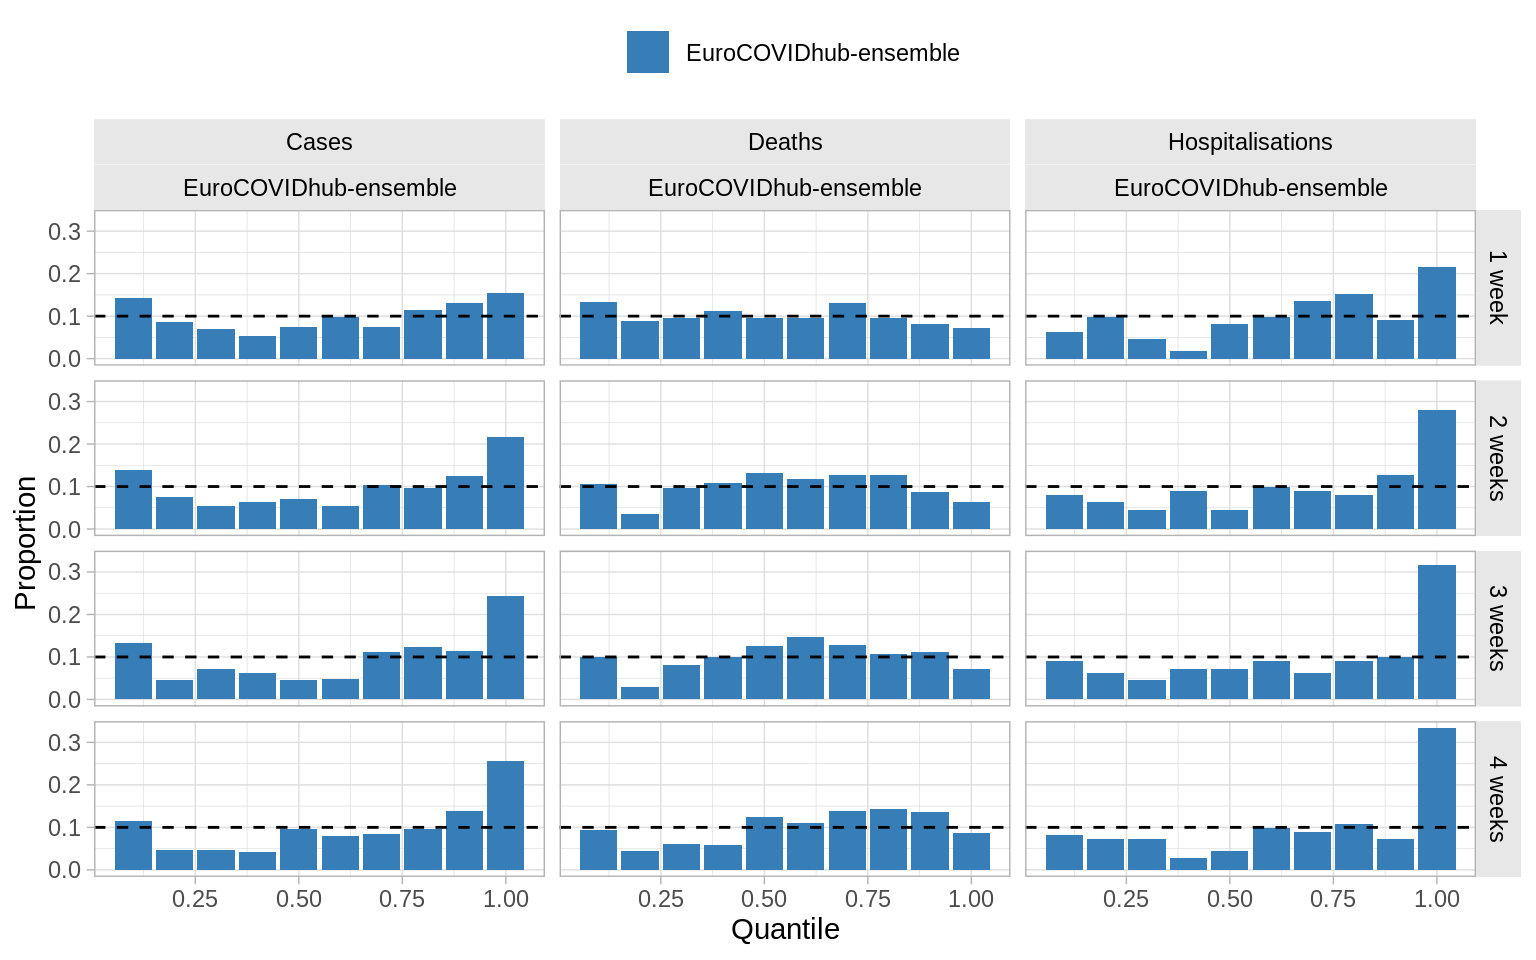 EuroCOVIDhub-ensemble
Cases
Deaths
Hospitalisations
EuroCOVIDhub-ensemble
EuroCOVIDhub-ensemble
EuroCOVIDhub-ensemble
0.3
0.2
0.1
0.0
1 week
0.3
0.2
0.1
0.0
2 weeks
0.3
0.2
0.1
0.0
3 weeks
0.3
0.2
0.1
0.0
4 weeks
Proportion
0.25 0.50 0.75 1.00
0.25 0.50 0.75 1.00
0.25 0.50 0.75 1.00
Quantile